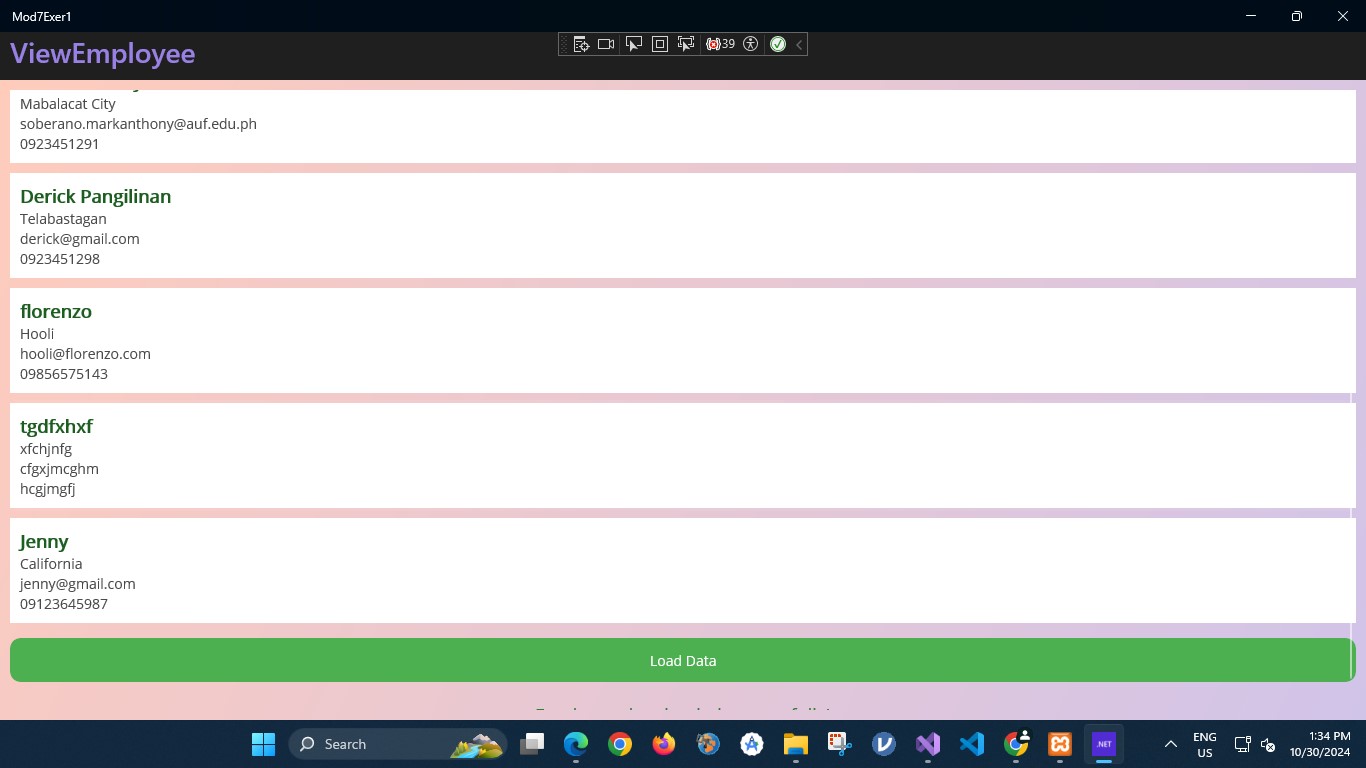 Mod7Exer1
ViewEmployee
39
Mabalacat City
soberano.markanthony@auf.edu.ph
0923451291
Derick Pangilinan
Telabastagan
derick@gmail.com
0923451298
florenzo
Hooli
hooli@florenzo.com
09856575143
tgdfxhxf
xfchjnfg
cfgxjmcghm
hcgjmgfj
Jenny
California
jenny@gmail.com
09123645987
Load Data
Search
.NET
ENG
US
1:34 PM
10/30/2024